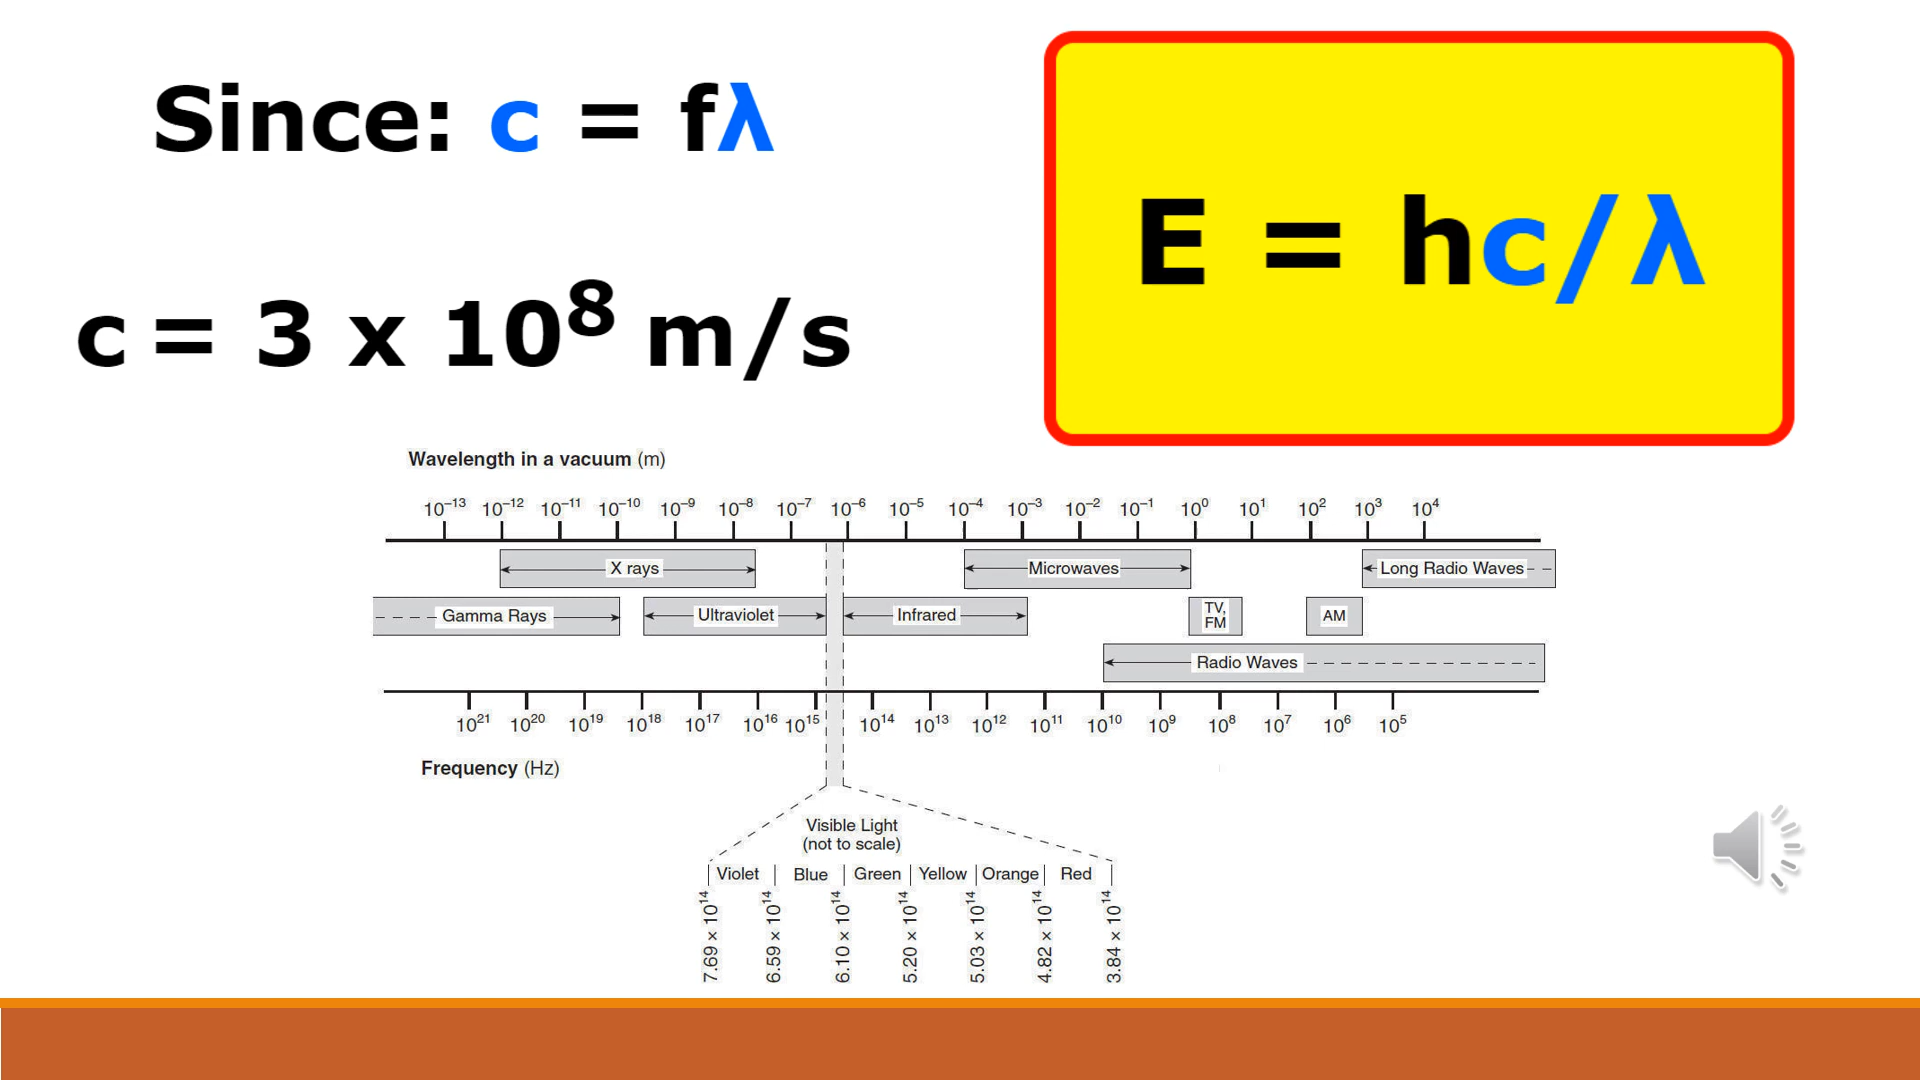 Since: c = fλ
E = hc/λ
c = 3 x 10⁸ m/s
Wavelength in a vacuum (m)
10⁻¹³ 10⁻¹² 10⁻¹¹ 10⁻¹⁰ 10⁻⁹ 10⁻⁸ 10⁻⁷ 10⁻⁶ 10⁻⁵ 10⁻⁴ 10⁻³ 10⁻² 10⁻¹ 10⁰ 10¹ 10² 10³ 10⁴
X rays Microwaves Long Radio Waves
Gamma Rays Ultraviolet Infrared TV, FM AM
Radio Waves
10²¹ 10²⁰ 10¹⁹ 10¹⁸ 10¹⁷ 10¹⁶ 10¹⁵ 10¹⁴ 10¹³ 10¹² 10¹¹ 10¹⁰ 10⁹ 10⁸ 10⁷ 10⁶ 10⁵
Frequency (Hz)
Visible Light
(not to scale)
Violet Blue Green Yellow Orange Red
7.69 × 10¹⁴ 6.59 × 10¹⁴ 6.10 × 10¹⁴ 5.20 × 10¹⁴ 5.03 × 10¹⁴ 4.82 × 10¹⁴ 3.84 × 10¹⁴